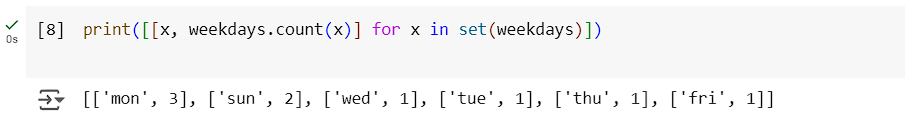 [8] print([[x, weekdays.count(x)] for x in set(weekdays)])
0s
[['mon', 3], ['sun', 2], ['wed', 1], ['tue', 1], ['thu', 1], ['fri', 1]]